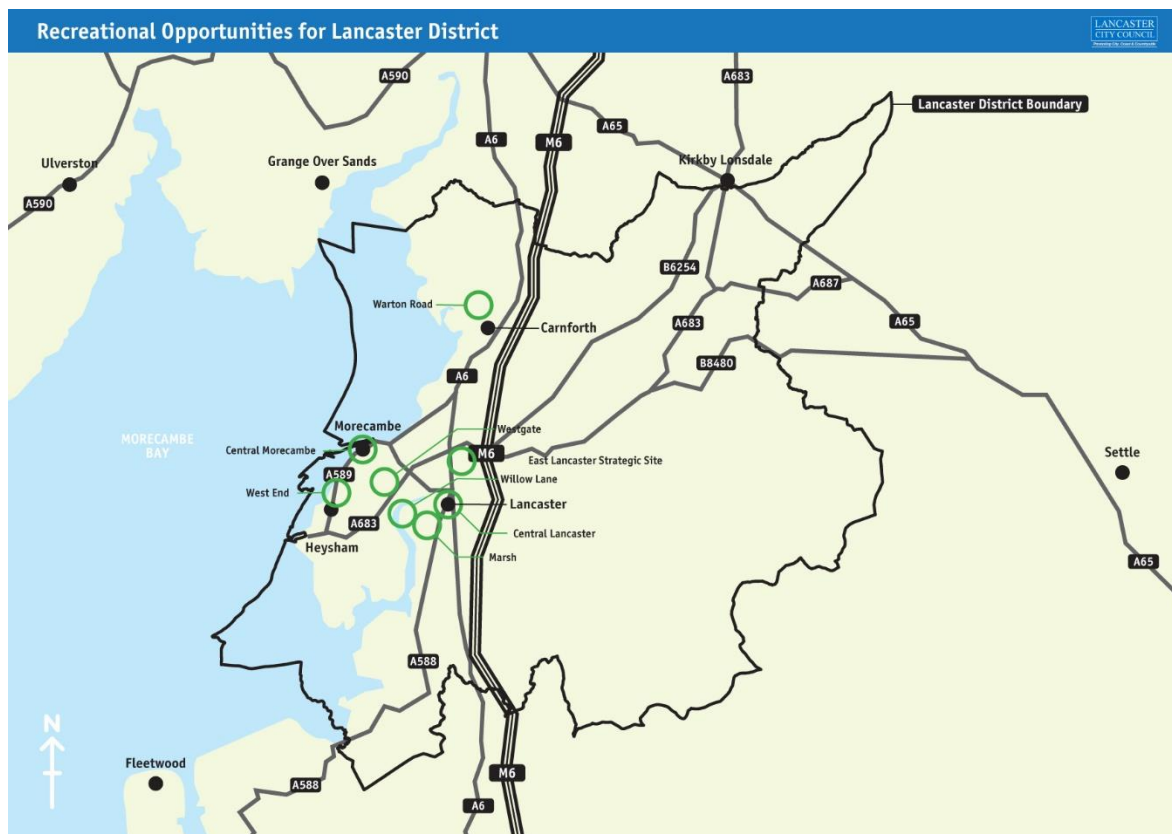 Recreational Opportunities for Lancaster District
LANCASTER
CITY COUNCIL
A590
A590
A6
M6
A683
A65
Lancaster District Boundary
Ulverston
Grange Over Sands
Kirkby Lonsdale
B6254
A687
Warton Road
Carnforth
A683
A65
B8480
A6
MORECAMBE
BAY
Morecambe
Central Morecambe
Westgate
M6
East Lancaster Strategic Site
Settle
A589
West End
Willow Lane
Lancaster
A683
Central Lancaster
Heysham
Marsh
A65
A588
N
Fleetwood
A588
M6
A6